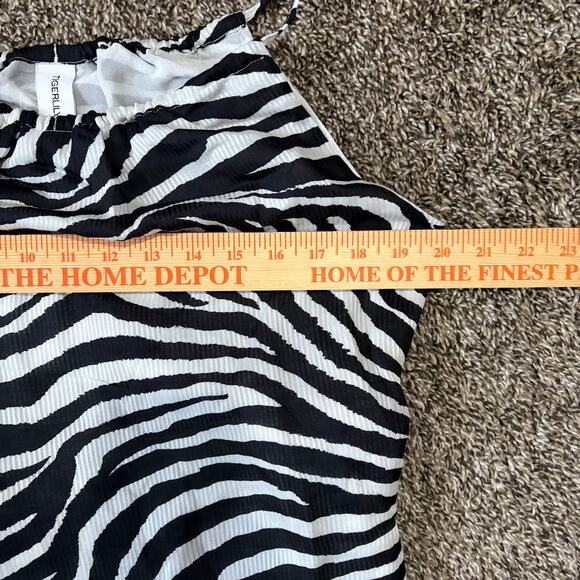 TIGERLILY
10 11 12 13 14 15 16 17 18 19 20 21 22 23
THE HOME DEPOT HOME OF THE FINEST P